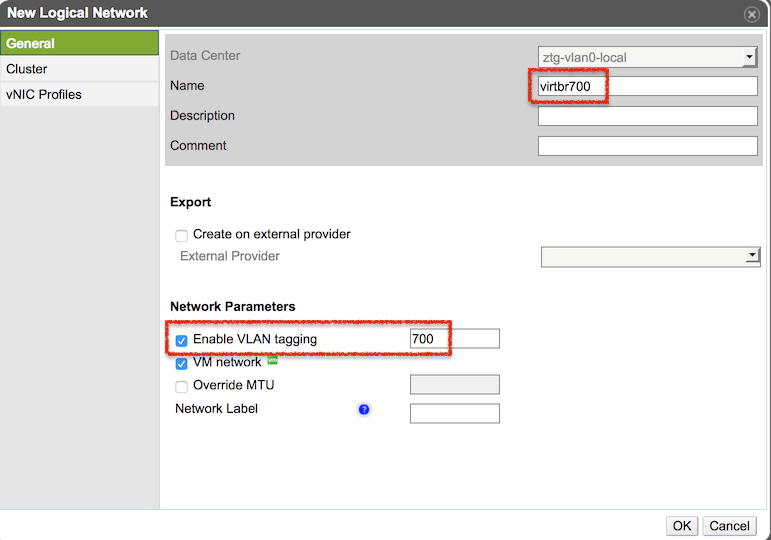 New Logical Network
General
Cluster
vNIC Profiles
Data Center ztg-vlan0-local
Name virtbr700
Description
Comment
Export
Create on external provider
External Provider
Network Parameters
Enable VLAN tagging 700
VM network
Override MTU
Network Label ?
OK Cancel